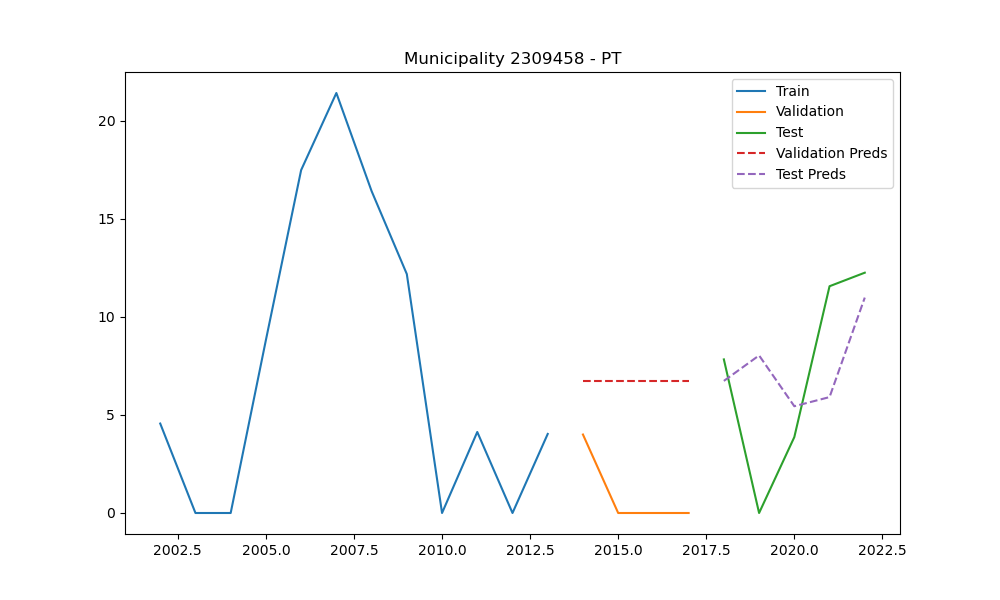 Municipality 2309458 - PT
Train
Validation
Test
Validation Preds
Test Preds
20
15
10
5
0
2002.5 2005.0 2007.5 2010.0 2012.5 2015.0 2017.5 2020.0 2022.5